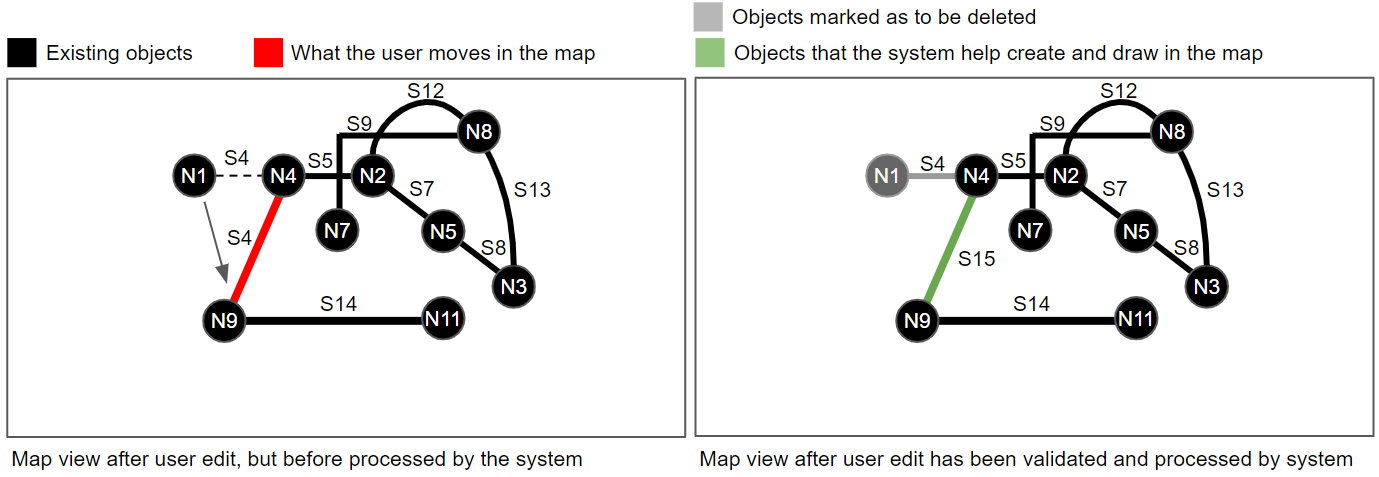 Objects marked as to be deleted
Existing objects
What the user moves in the map
Objects that the system help create and draw in the map
S12
S9
N8
S4
S5
N1
N4
N2
S7
S13
N7
N5
S4
S8
N3
S14
N9
N11
S12
S9
N8
S4
S5
N1
N4
N2
S7
S13
N7
N5
S15
S8
N3
S14
N9
N11
Map view after user edit, but before processed by the system
Map view after user edit has been validated and processed by system